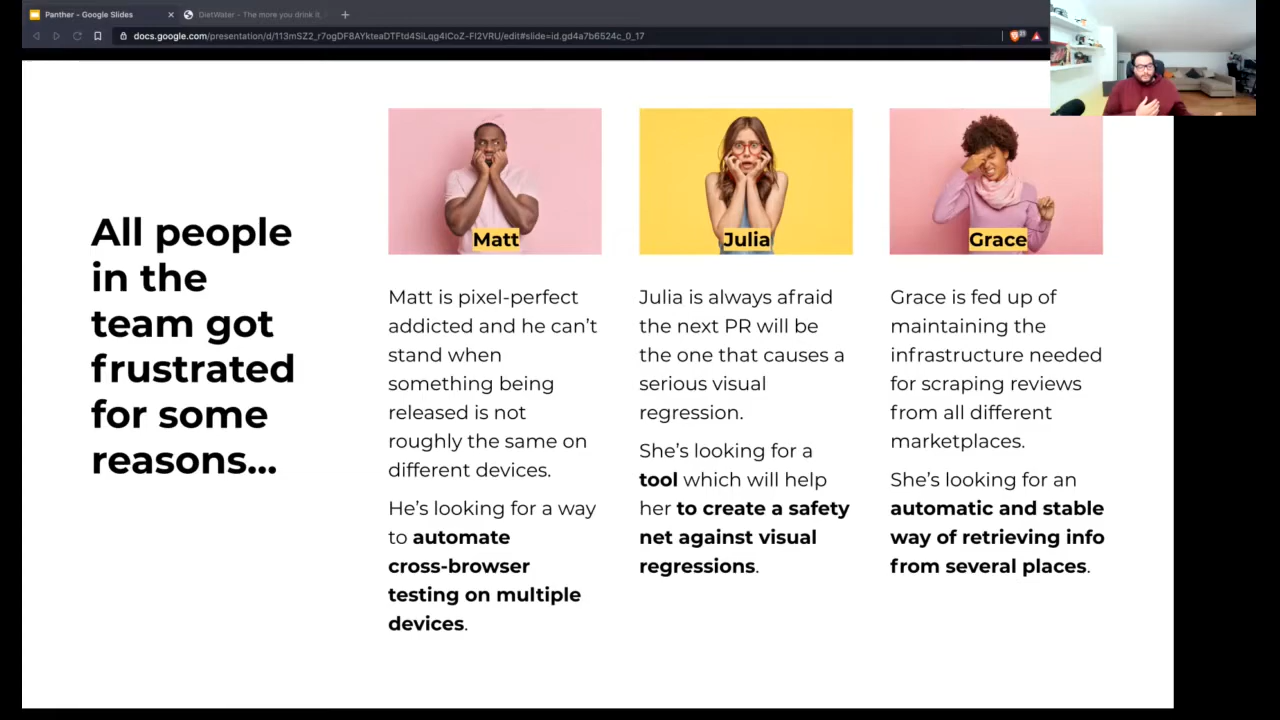 Panther - Google Slides
DietWater - The more you drink it,
docs.google.com/presentation/d/113mSZ2_r7ogDF8AYkteaDTFtd4SiLqg4ICoZ-FI2VRU/edit#slide=id.gd4a7b6524c_0_17
All people
in the
team got
frustrated
for some
reasons...
Matt
Matt is pixel-perfect
addicted and he can't
stand when
something being
released is not
roughly the same on
different devices.
He's looking for a way
to automate
cross-browser
testing on multiple
devices.
Julia
Julia is always afraid
the next PR will be
the one that causes a
serious visual
regression.
She's looking for a
tool which will help
her to create a safety
net against visual
regressions.
Grace
Grace is fed up of
maintaining the
infrastructure needed
for scraping reviews
from all different
marketplaces.
She's looking for an
automatic and stable
way of retrieving info
from several places.